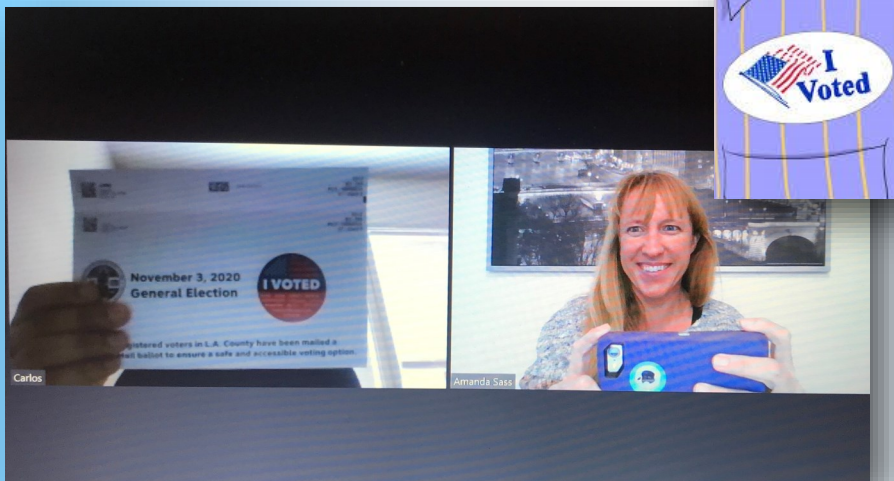 I
Voted
November 3, 2020
General Election
I VOTED
registered voters in L.A. County have been mailed a
ballot to ensure a safe and accessible voting option.
Carlos
Amanda Sass